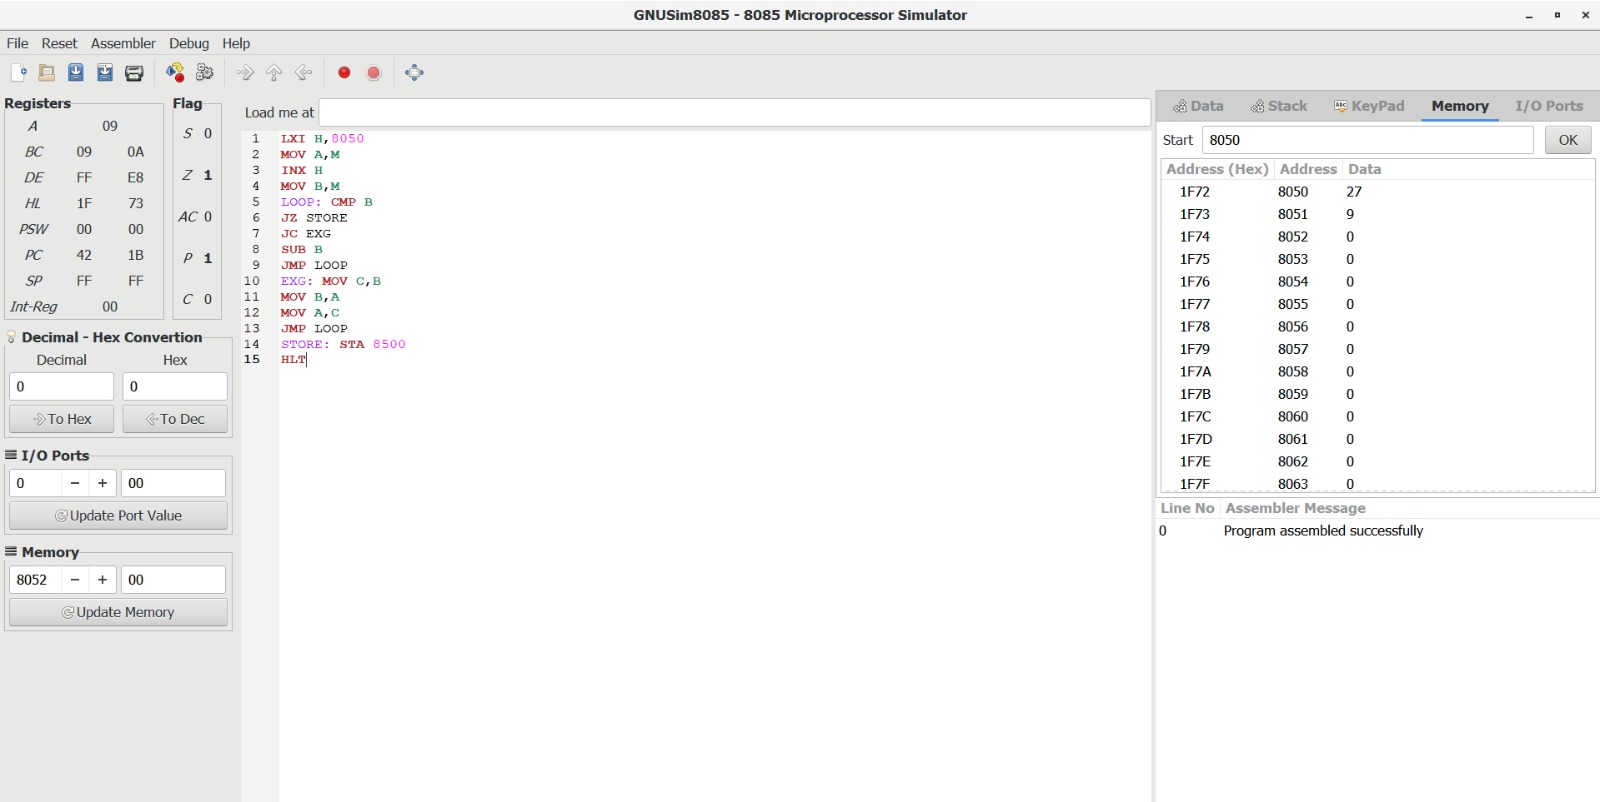 GNUSim8085 - 8085 Microprocessor Simulator
File Reset Assembler Debug Help
Registers
A 09
BC 09 0A
DE FF E8
HL 1F 73
PSW 00 00
PC 42 1B
SP FF FF
Int-Reg 00
Flag
S 0
Z 1
AC 0
P 1
C 0
Decimal - Hex Convertion
Decimal Hex
0 0
To Hex To Dec
I/O Ports
0 - + 00
Update Port Value
Memory
8052 - + 00
Update Memory
Load me at
1 LXI H,8050
2 MOV A,M
3 INX H
4 MOV B,M
5 LOOP: CMP B
6 JZ STORE
7 JC EXG
8 SUB B
9 JMP LOOP
10 EXG: MOV C,B
11 MOV B,A
12 MOV A,C
13 JMP LOOP
14 STORE: STA 8500
15 HLT
Data Stack KeyPad Memory I/O Ports
Start 8050 OK
Address (Hex) Address Data
1F72 8050 27
1F73 8051 9
1F74 8052 0
1F75 8053 0
1F76 8054 0
1F77 8055 0
1F78 8056 0
1F79 8057 0
1F7A 8058 0
1F7B 8059 0
1F7C 8060 0
1F7D 8061 0
1F7E 8062 0
1F7F 8063 0
Line No Assembler Message
0 Program assembled successfully